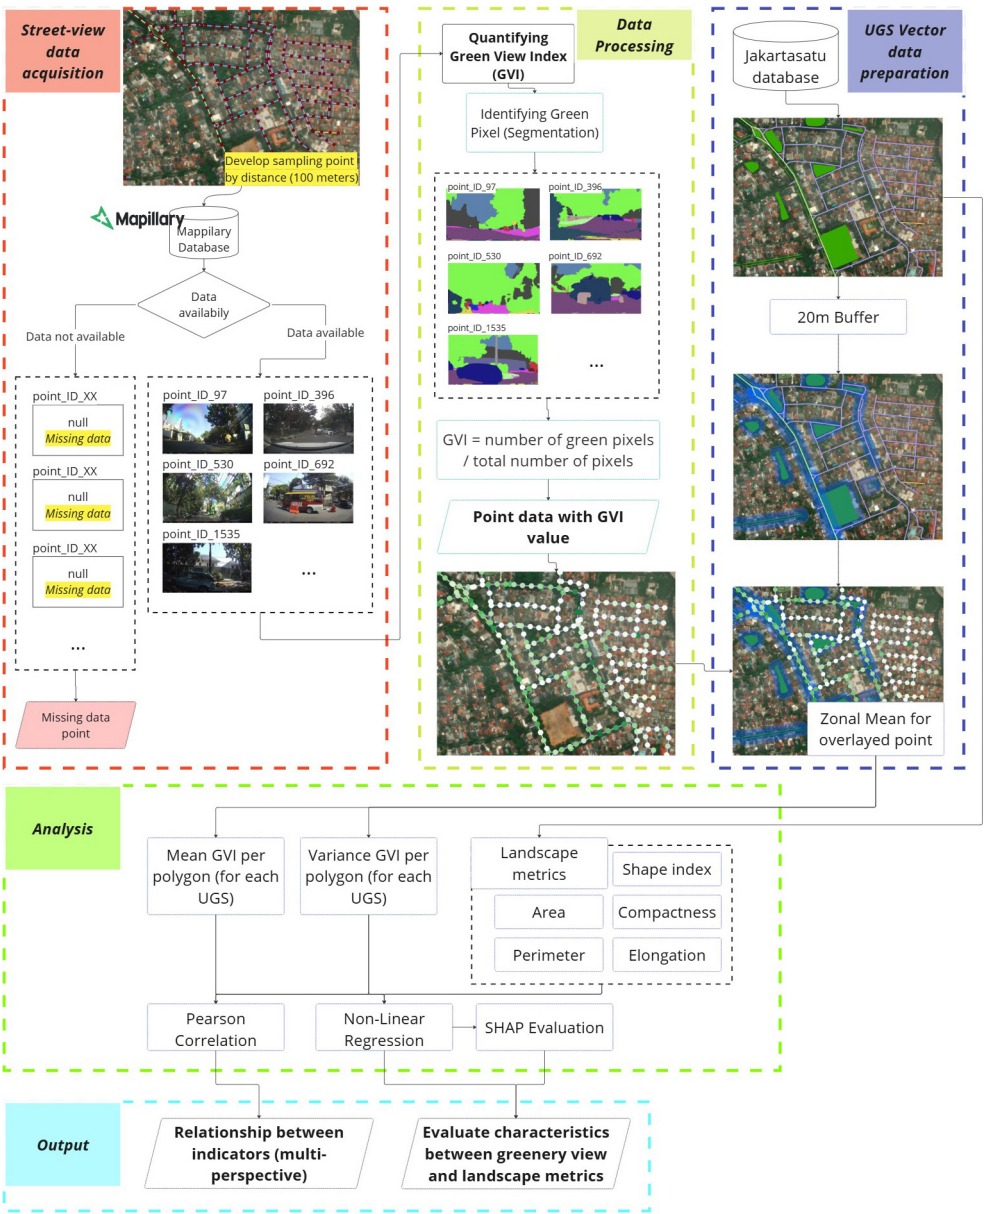 Street-view
data
acquisition
Develop sampling point
by distance (100 meters)
Mapillary
Mappilary
Database
Data
availabily
Data not available
Data available
point_ID_XX
null
Missing data
point_ID_XX
null
Missing data
point_ID_XX
null
Missing data
...
Missing data
point
point_ID_97
point_ID_396
point_ID_530
point_ID_692
point_ID_1535
...
Data
Processing
Quantifying
Green View Index
(GVI)
Identifying Green
Pixel (Segmentation)
point_ID_97
point_ID_396
point_ID_530
point_ID_692
point_ID_1535
...
GVI = number of green pixels
/ total number of pixels
Point data with GVI
value
UGS Vector
data
preparation
Jakartasatu
database
20m Buffer
Zonal Mean for
overlayed point
Analysis
Mean GVI per
polygon (for each
UGS)
Variance GVI per
polygon (for each
UGS)
Landscape
metrics
Shape index
Area
Compactness
Perimeter
Elongation
Pearson
Correlation
Non-Linear
Regression
SHAP Evaluation
Output
Relationship between
indicators (multi-
perspective)
Evaluate characteristics
between greenery view
and landscape metrics